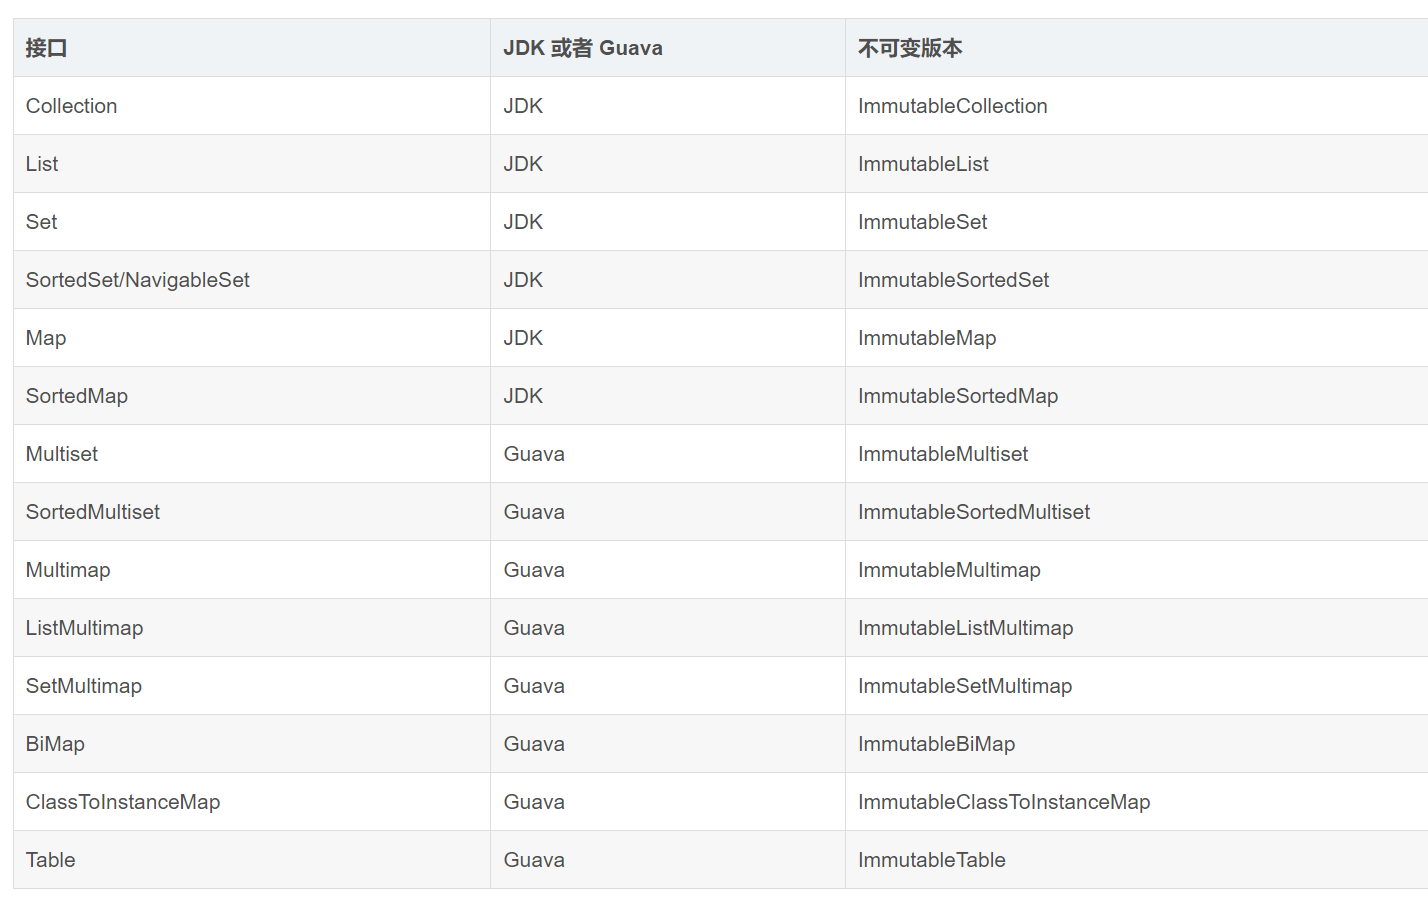 接口 JDK 或者 Guava 不可变版本
Collection JDK ImmutableCollection
List JDK ImmutableList
Set JDK ImmutableSet
SortedSet/NavigableSet JDK ImmutableSortedSet
Map JDK ImmutableMap
SortedMap JDK ImmutableSortedMap
Multiset Guava ImmutableMultiset
SortedMultiset Guava ImmutableSortedMultiset
Multimap Guava ImmutableMultimap
ListMultimap Guava ImmutableListMultimap
SetMultimap Guava ImmutableSetMultimap
BiMap Guava ImmutableBiMap
ClassToInstanceMap Guava ImmutableClassToInstanceMap
Table Guava ImmutableTable